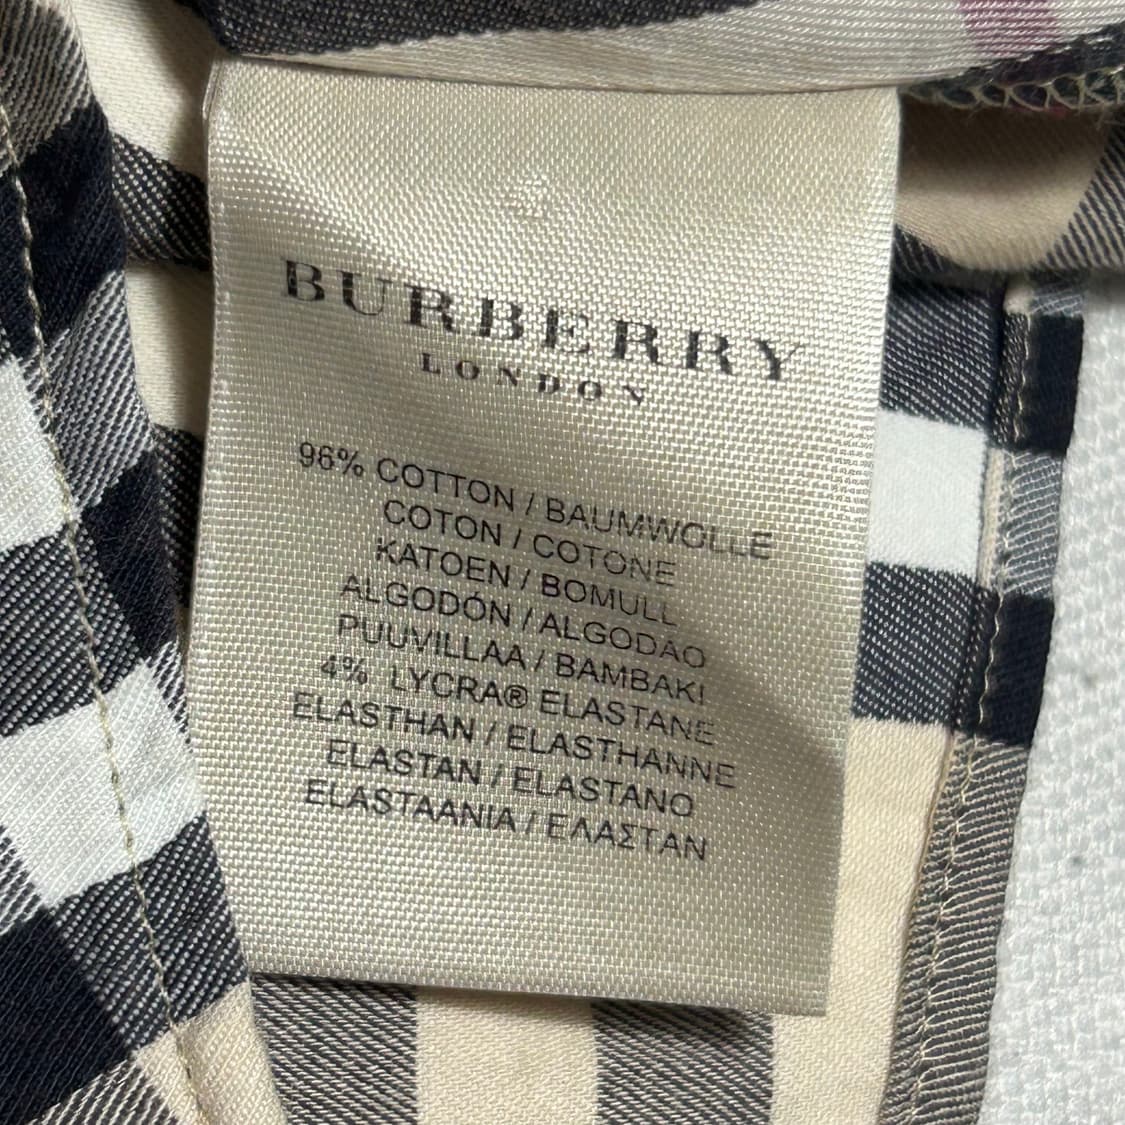 BURBERRY
LONDON
96% COTTON / BAUMWOLLE
COTON / COTONE
KATOEN / BOMULL
ALGODÓN / ALGODÃO
PUUVILLAA / BAMBAKI
4% LYCRA® ELASTANE
ELASTHAN / ELASTHANNE
ELASTAN / ELASTANO
ELASTAANIA / ΕΛΑΣΤΑΝ